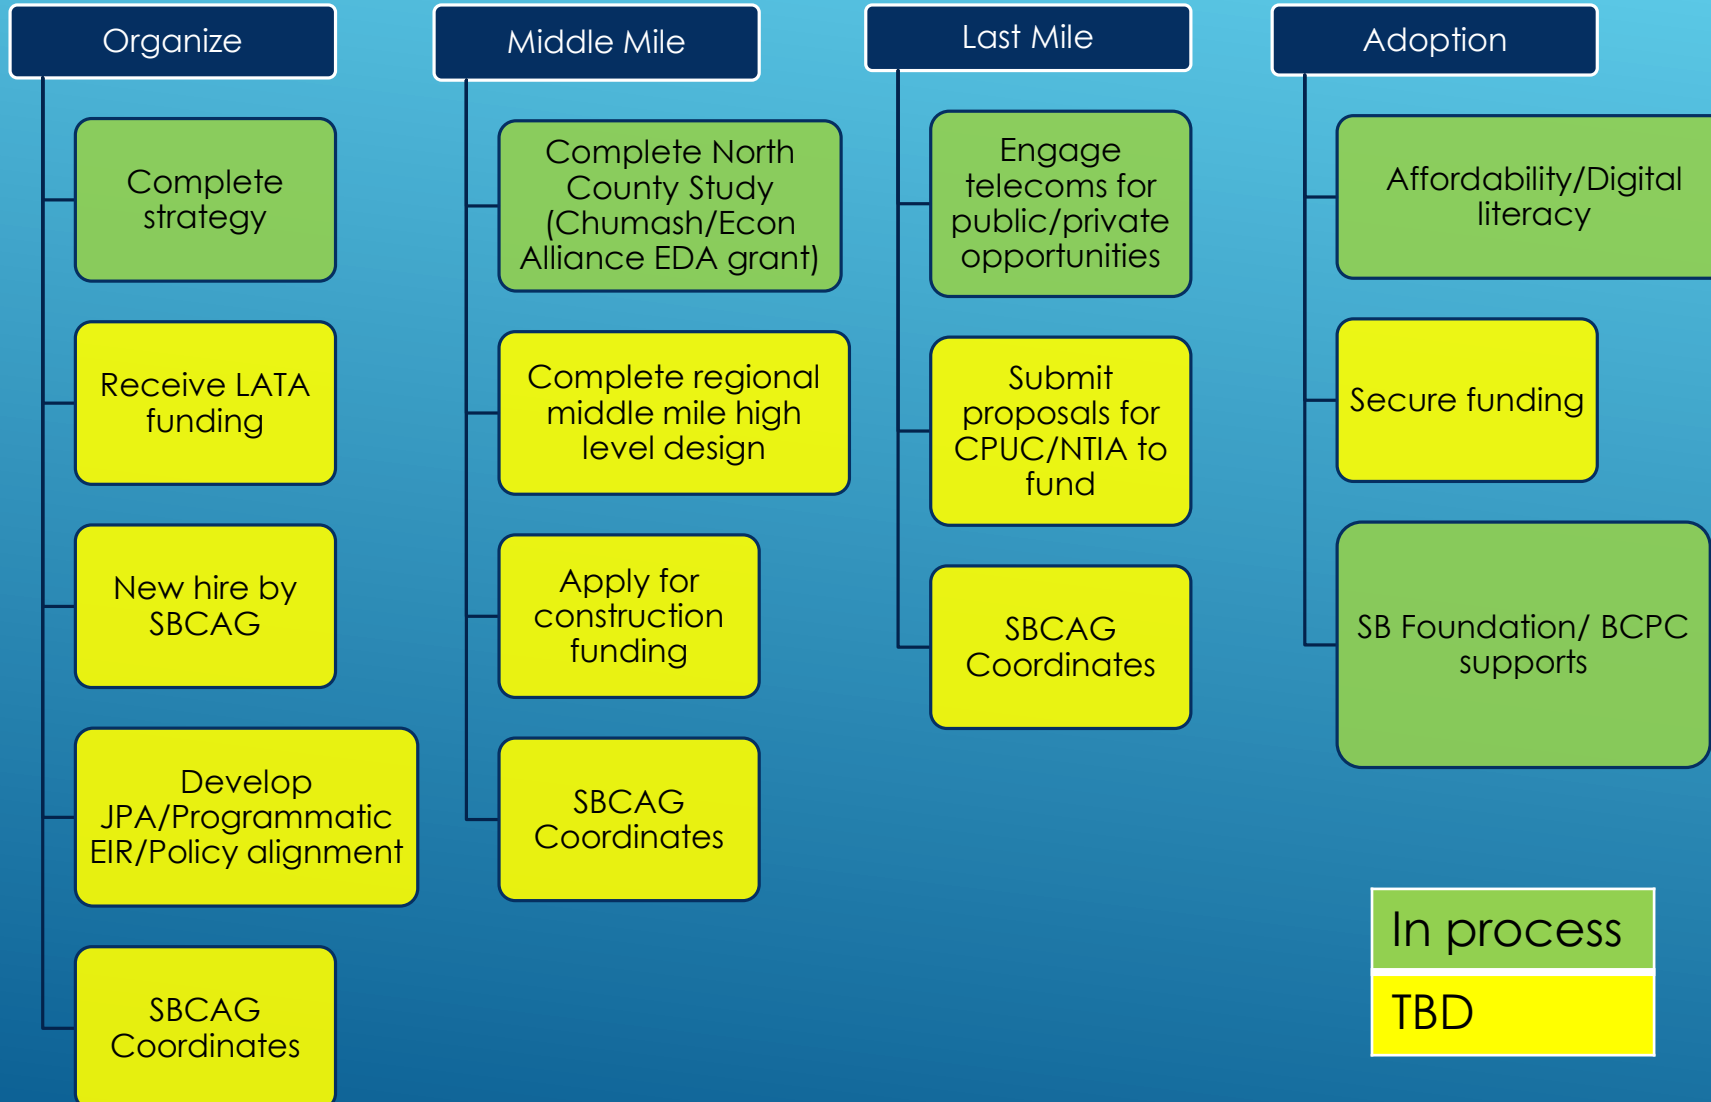 Organize
Complete
strategy
Receive LATA
funding
New hire by
SBCAG
Develop
JPA/Programmatic
EIR/Policy alignment
SBCAG
Coordinates
Middle Mile
Complete North
County Study
(Chumash/Econ
Alliance EDA grant)
Complete regional
middle mile high
level design
Apply for
construction
funding
SBCAG
Coordinates
Last Mile
Engage
telecoms for
public/private
opportunities
Submit
proposals for
CPUC/NTIA to
fund
SBCAG
Coordinates
Adoption
Affordability/Digital
literacy
Secure funding
SB Foundation/ BCPC
supports
In process
TBD